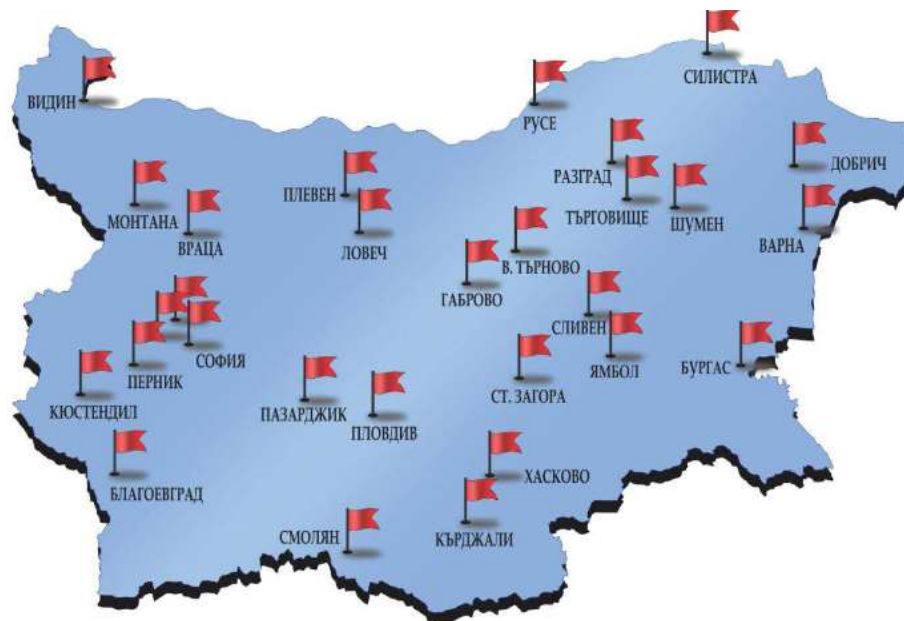 СИЛИСТРА
ВИДИН
РУСЕ
ДОБРИЧ
РАЗГРАД
ПЛЕВЕН
МОНТАНА
ТЪРГОВИЩЕ
ШУМЕН
ВРАЦА
ЛОВЕЧ
ВАРНА
В. ТЪРНОВО
ГАБРОВО
СЛИВЕН
СОФИЯ
ПЕРНИК
ЯМБОЛ
БУРГАС
КЮСТЕНДИЛ
ПАЗАРДЖИК
СТ. ЗАГОРА
ПЛОВДИВ
БЛАГОЕВГРАД
ХАСКОВО
СМОЛЯН
КЪРДЖАЛИ